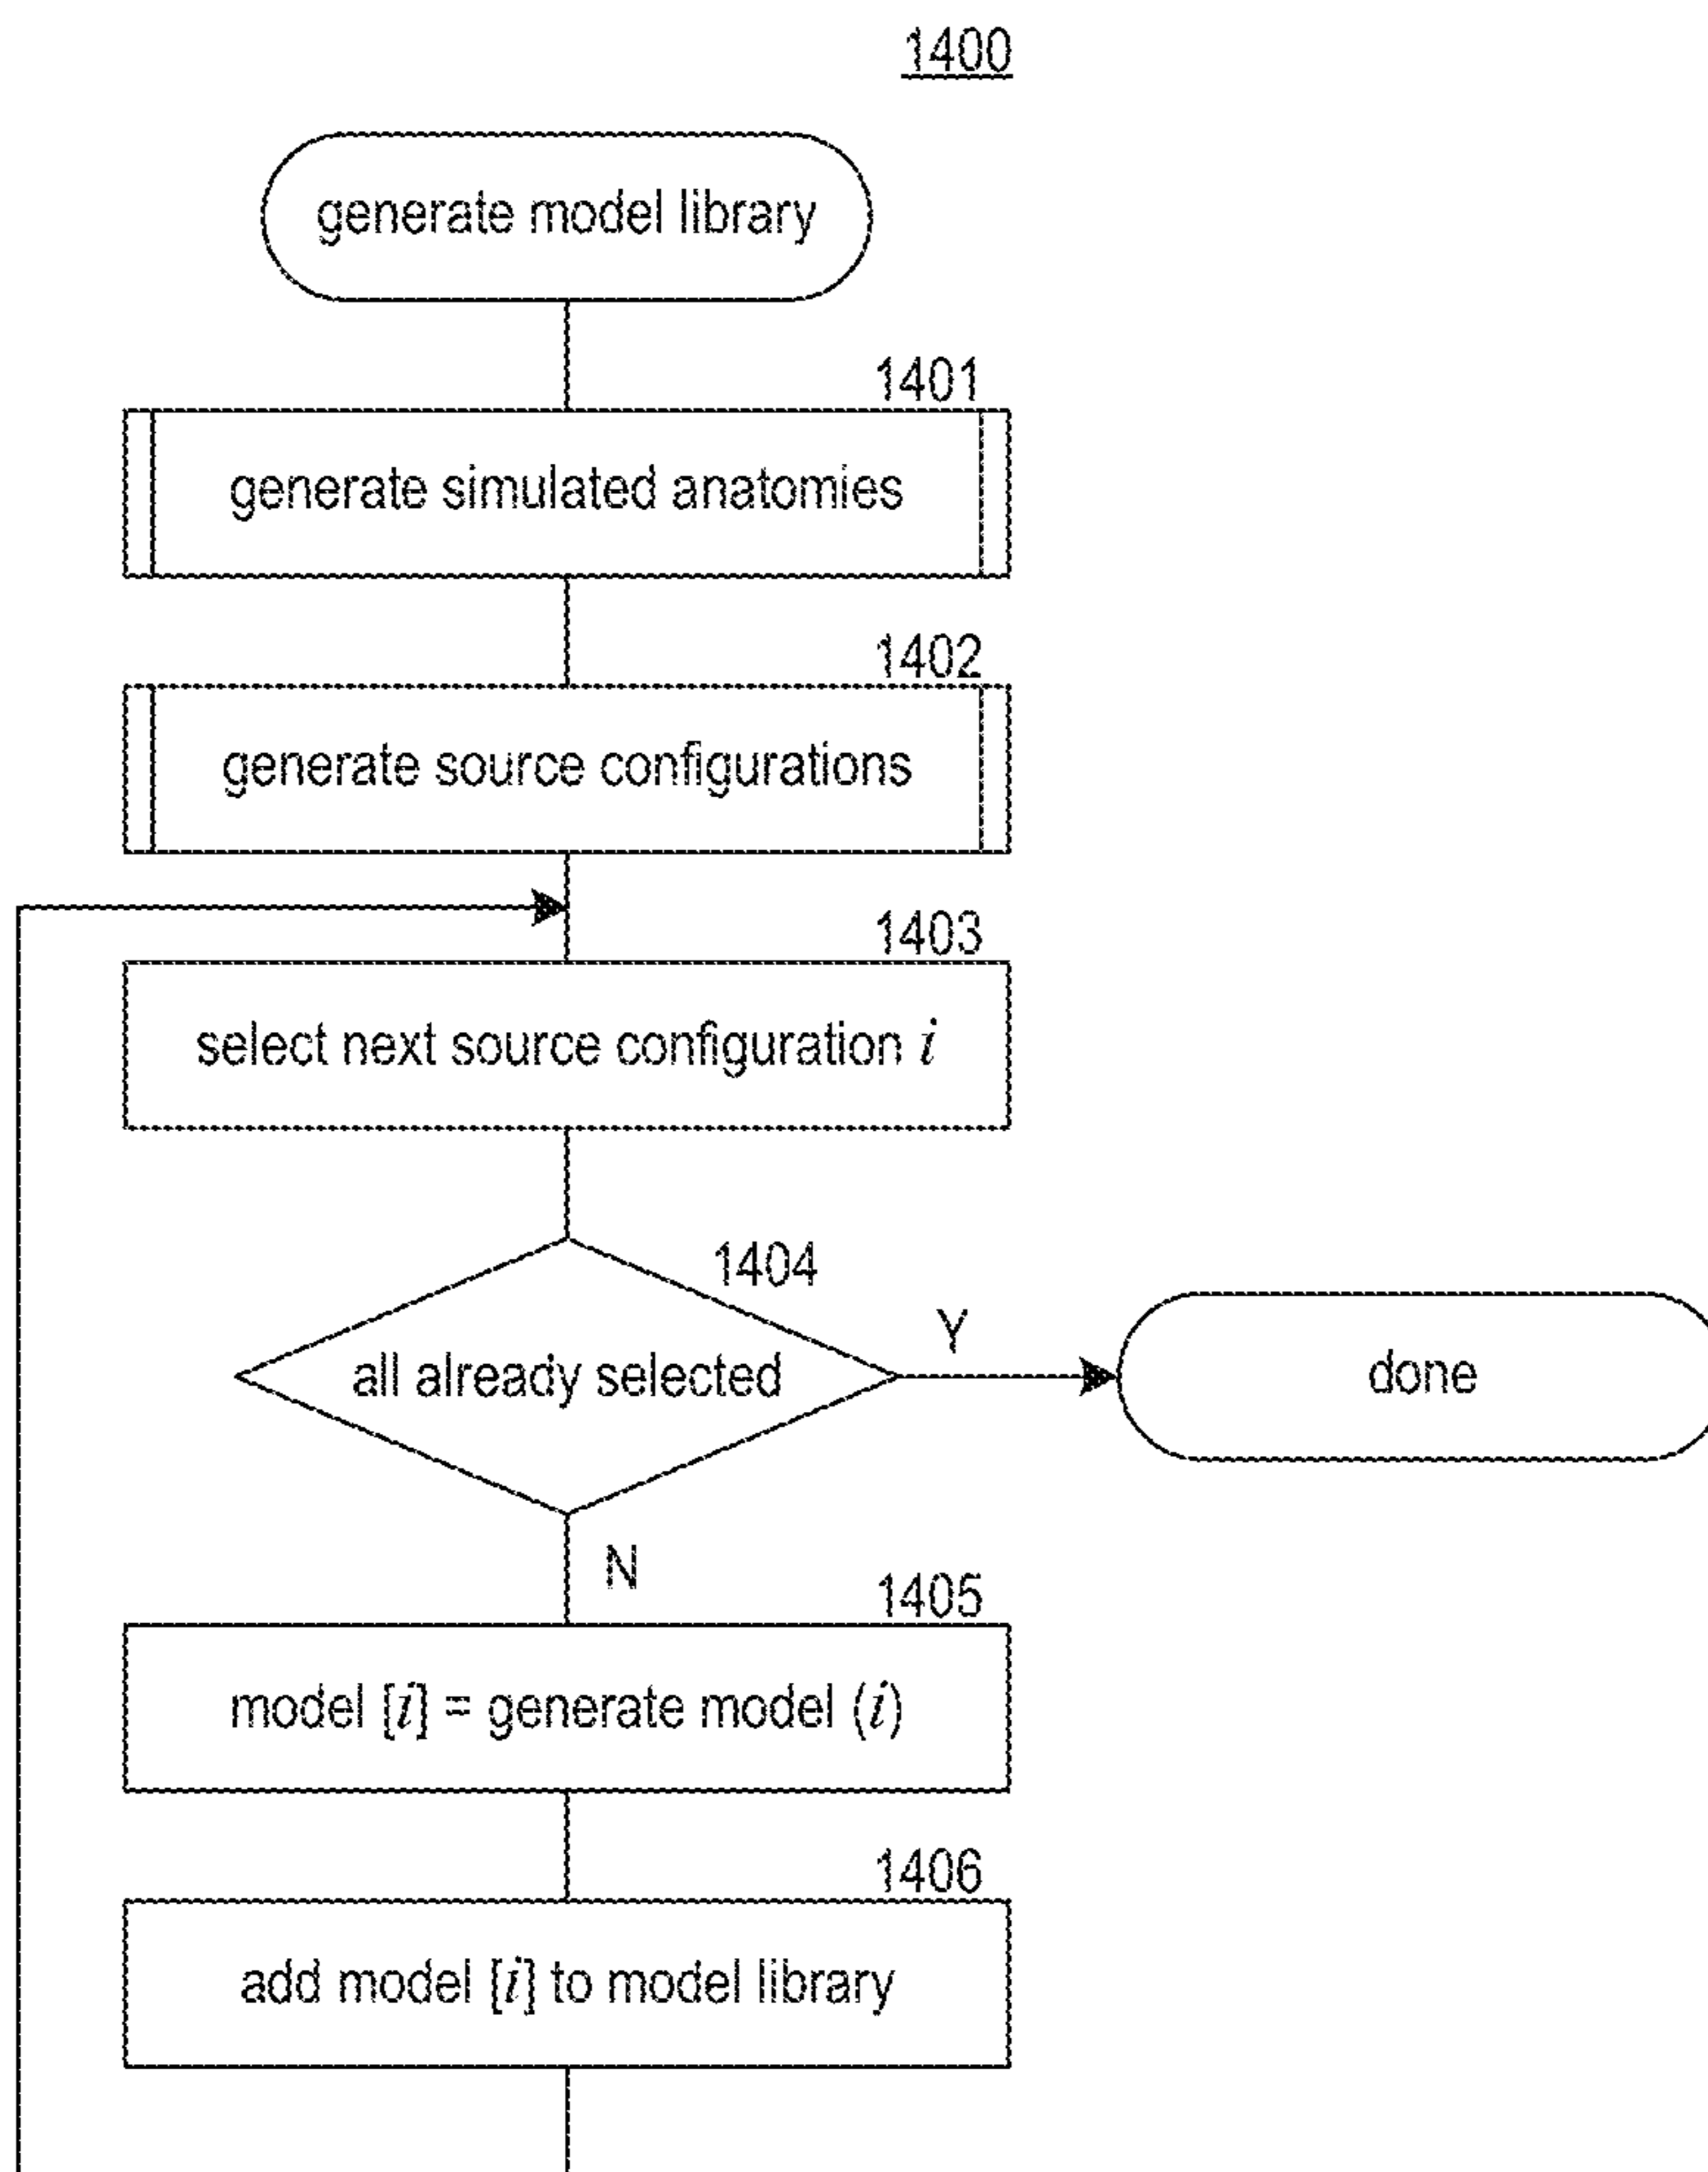 1400
generate model library
1401
generate simulated anatomies
1402
generate source configurations
1403
select next source configuration i
1404
all already selected
Y
done
N
1405
model [i] = generate model (i)
1406
add model [i] to model library